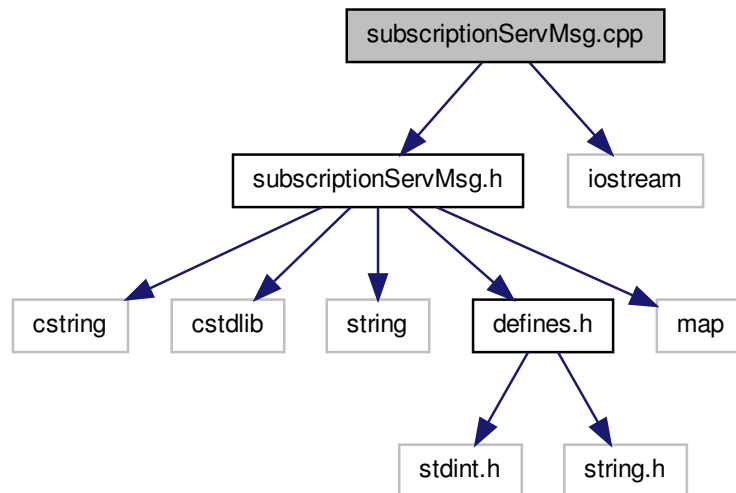 subscriptionServMsg.cpp
subscriptionServMsg.h
iostream
cstring
cstdlib
string
defines.h
map
stdint.h
string.h